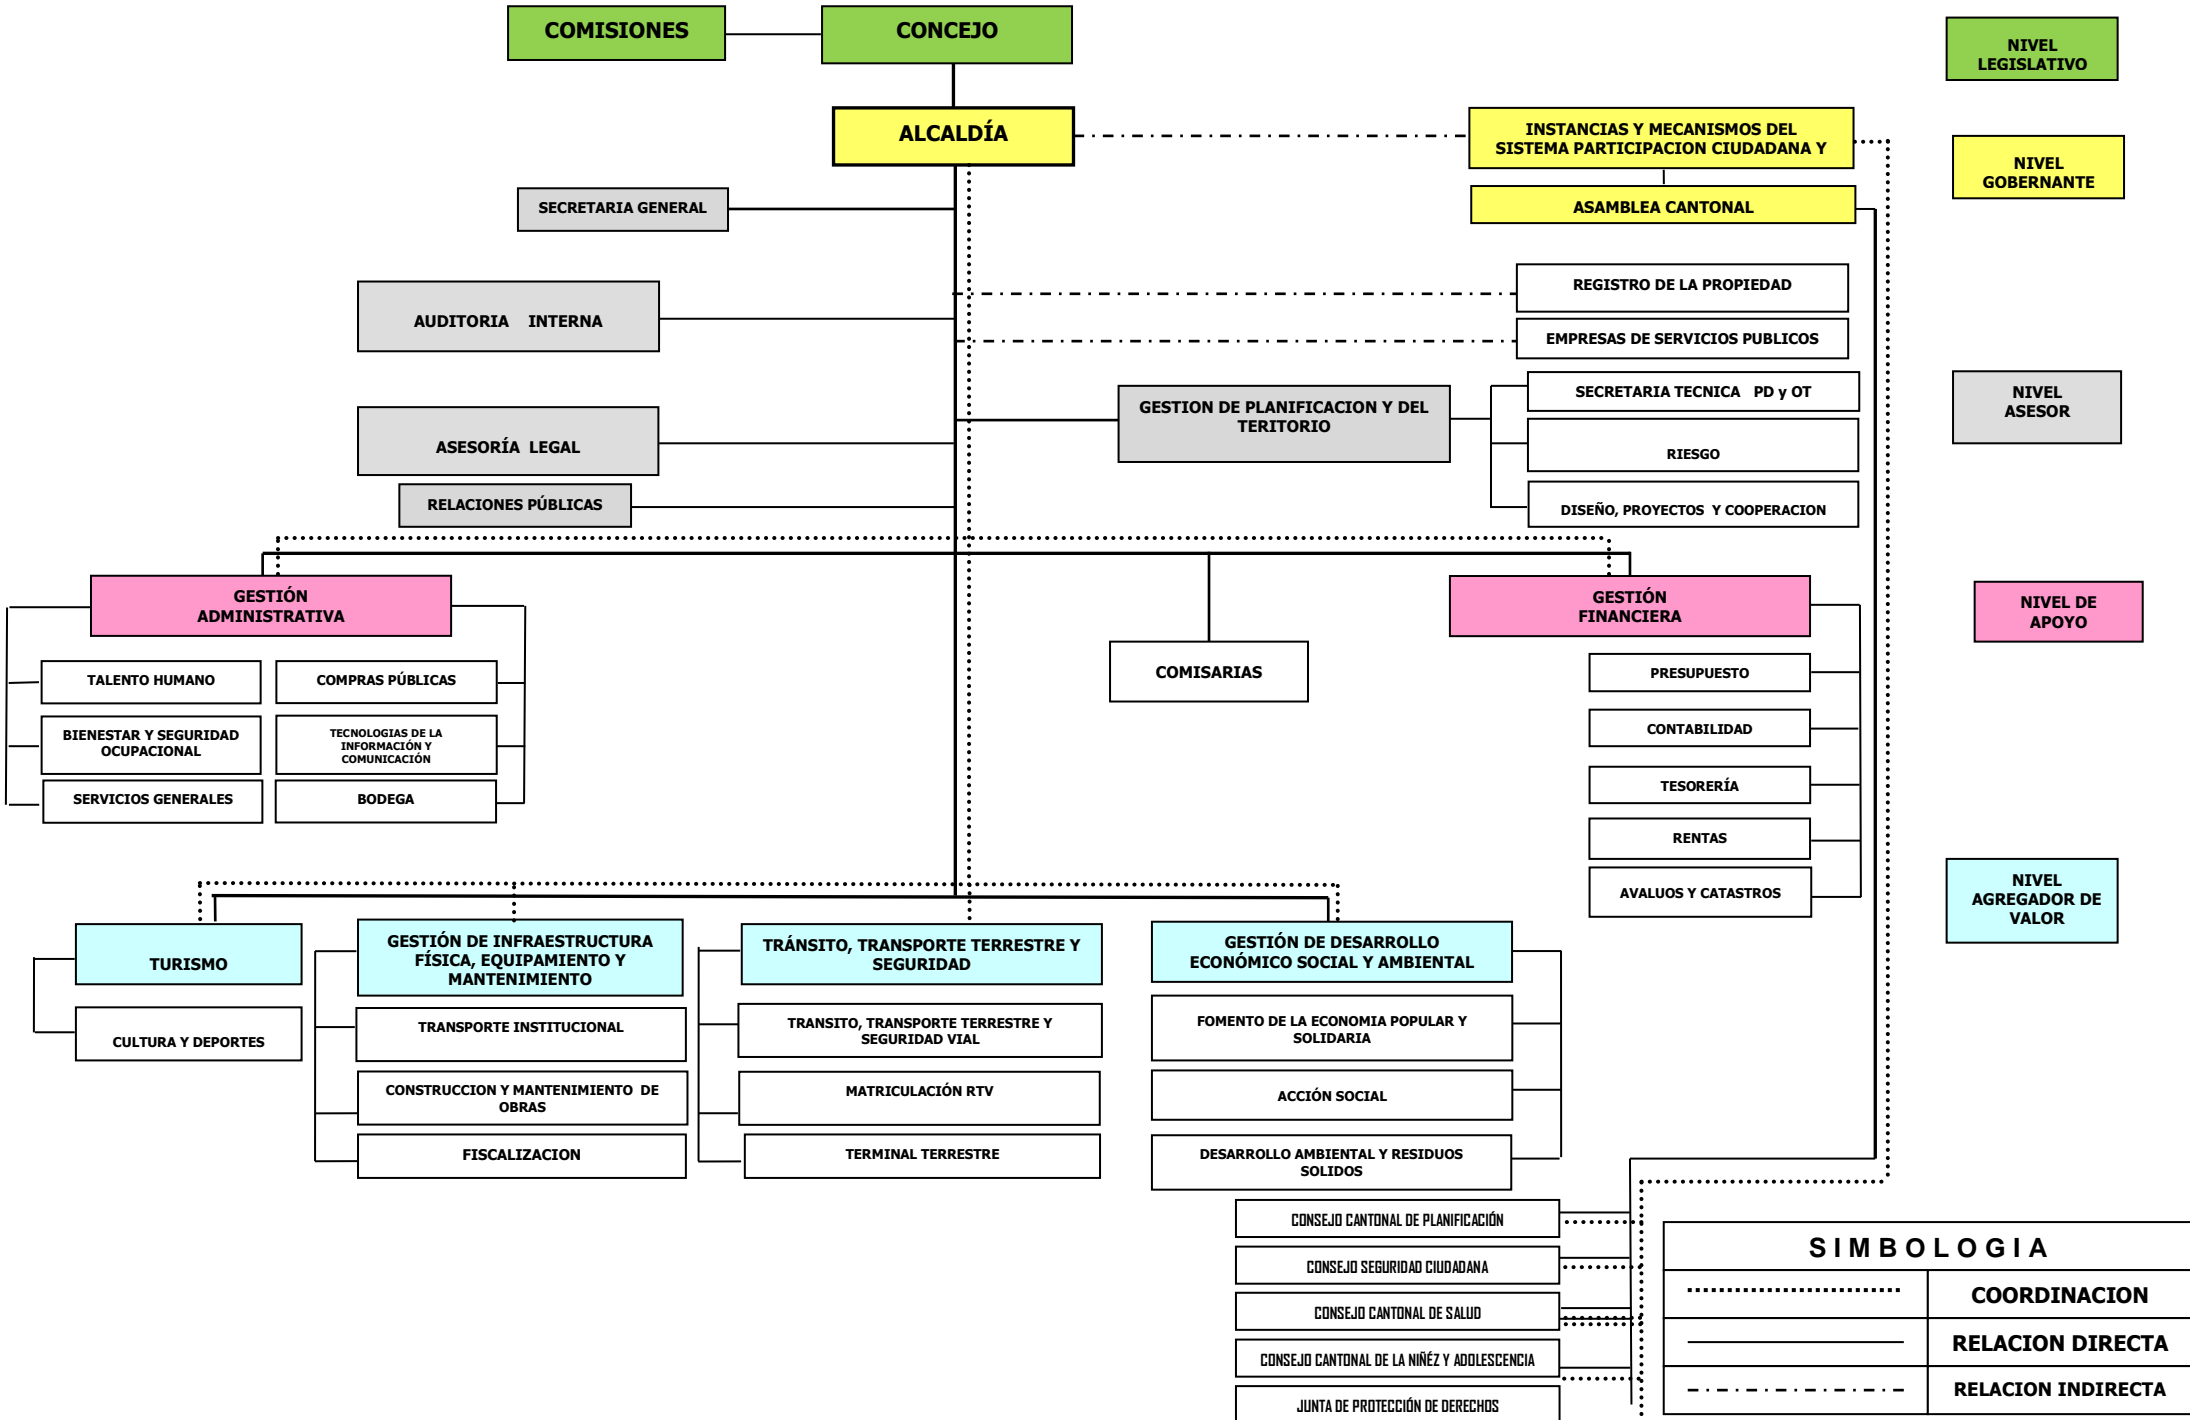 COMISIONES
CONCEJO
NIVEL
LEGISLATIVO
ALCALDÍA
INSTANCIAS Y MECANISMOS DEL
SISTEMA PARTICIPACION CIUDADANA Y
NIVEL
GOBERNANTE
SECRETARIA GENERAL
ASAMBLEA CANTONAL
AUDITORIA INTERNA
REGISTRO DE LA PROPIEDAD
EMPRESAS DE SERVICIOS PUBLICOS
ASESORÍA LEGAL
GESTION DE PLANIFICACION Y DEL
TERITORIO
SECRETARIA TECNICA PD y OT
RIESGO
DISEÑO, PROYECTOS Y COOPERACION
NIVEL
ASESOR
RELACIONES PÚBLICAS
GESTIÓN
ADMINISTRATIVA
GESTIÓN
FINANCIERA
NIVEL DE
APOYO
TALENTO HUMANO
COMPRAS PÚBLICAS
BIENESTAR Y SEGURIDAD
OCUPACIONAL
TECNOLOGIAS DE LA
INFORMACIÓN Y
COMUNICACIÓN
SERVICIOS GENERALES
BODEGA
COMISARIAS
PRESUPUESTO
CONTABILIDAD
TESORERÍA
RENTAS
AVALUOS Y CATASTROS
NIVEL
AGREGADOR DE
VALOR
TURISMO
CULTURA Y DEPORTES
GESTIÓN DE INFRAESTRUCTURA
FÍSICA, EQUIPAMIENTO Y
MANTENIMIENTO
TRANSPORTE INSTITUCIONAL
CONSTRUCCION Y MANTENIMIENTO DE
OBRAS
FISCALIZACION
TRÁNSITO, TRANSPORTE TERRESTRE Y
SEGURIDAD
TRANSITO, TRANSPORTE TERRESTRE Y
SEGURIDAD VIAL
MATRICULACIÓN RTV
TERMINAL TERRESTRE
GESTIÓN DE DESARROLLO
ECONÓMICO SOCIAL Y AMBIENTAL
FOMENTO DE LA ECONOMIA POPULAR Y
SOLIDARIA
ACCIÓN SOCIAL
DESARROLLO AMBIENTAL Y RESIDUOS
SOLIDOS
CONSEJO CANTONAL DE PLANIFICACIÓN
CONSEJO SEGURIDAD CIUDADANA
CONSEJO CANTONAL DE SALUD
CONSEJO CANTONAL DE LA NIÑÉZ Y ADOLESCENCIA
JUNTA DE PROTECCIÓN DE DERECHOS
SIMBOLOGIA
COORDINACION
RELACION DIRECTA
RELACION INDIRECTA